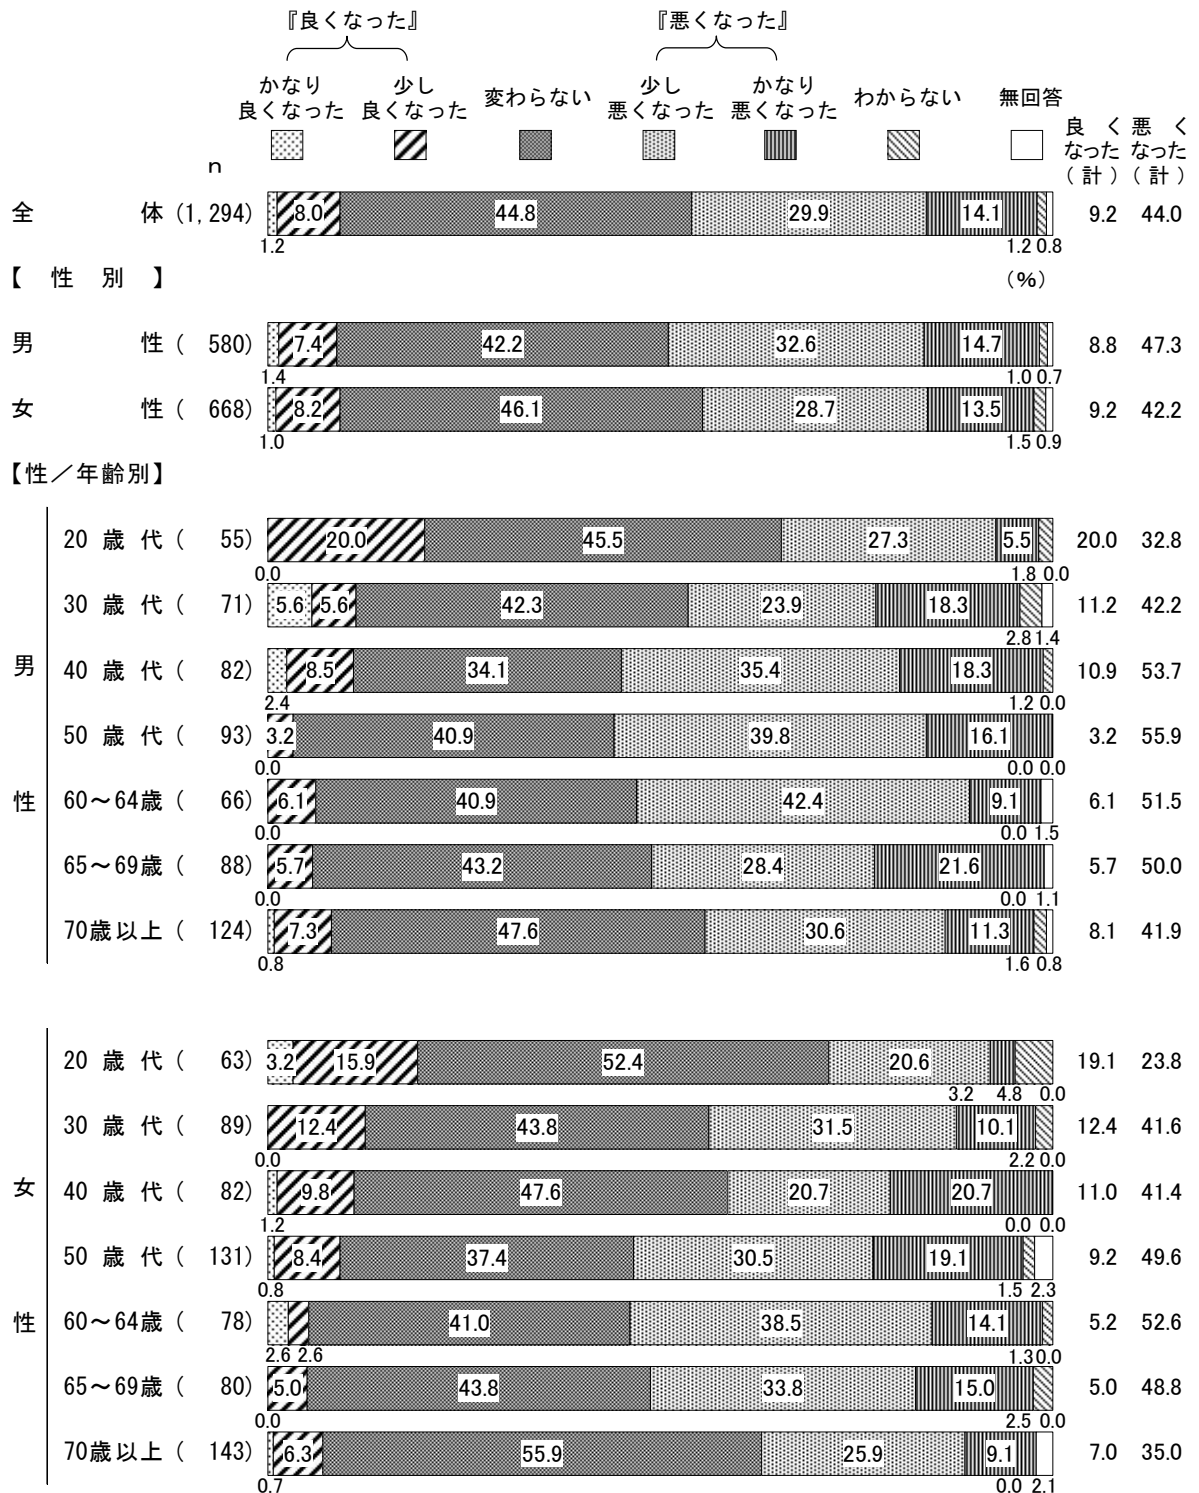 『良くなった』 『悪くなった』
かなり 少し 変わらない 少し かなり わからない 無回答
良くなった 良くなった 悪くなった 悪くなった
良く 悪く
なった なった
n (計) (計)
全体 (1,294) 8.0 44.8 29.9 14.1 9.2 44.0
1.2 1.2 0.8
【性別】 (%)
男性 ( 580) 7.4 42.2 32.6 14.7 8.8 47.3
1.4 1.0 0.7
女性 ( 668) 8.2 46.1 28.7 13.5 9.2 42.2
1.0 1.5 0.9
【性/年齢別】
男性
20歳代 ( 55) 20.0 45.5 27.3 5.5 20.0 32.8
0.0 1.8 0.0
30歳代 ( 71) 5.6 5.6 42.3 23.9 18.3 11.2 42.2
2.8 1.4
40歳代 ( 82) 8.5 34.1 35.4 18.3 10.9 53.7
2.4 1.2 0.0
50歳代 ( 93) 3.2 40.9 39.8 16.1 3.2 55.9
0.0 0.0 0.0
60~64歳 ( 66) 6.1 40.9 42.4 9.1 6.1 51.5
0.0 0.0 1.5
65~69歳 ( 88) 5.7 43.2 28.4 21.6 5.7 50.0
0.0 0.0 1.1
70歳以上 ( 124) 7.3 47.6 30.6 11.3 8.1 41.9
0.8 1.6 0.8
女性
20歳代 ( 63) 3.2 15.9 52.4 20.6 19.1 23.8
3.2 4.8 0.0
30歳代 ( 89) 12.4 43.8 31.5 10.1 12.4 41.6
0.0 2.2 0.0
40歳代 ( 82) 9.8 47.6 20.7 20.7 11.0 41.4
1.2 0.0 0.0
50歳代 ( 131) 8.4 37.4 30.5 19.1 9.2 49.6
0.8 1.5 2.3
60~64歳 ( 78) 41.0 38.5 14.1 5.2 52.6
2.6 2.6 1.3 0.0
65~69歳 ( 80) 5.0 43.8 33.8 15.0 5.0 48.8
0.0 2.5 0.0
70歳以上 ( 143) 6.3 55.9 25.9 9.1 7.0 35.0
0.7 0.0 2.1